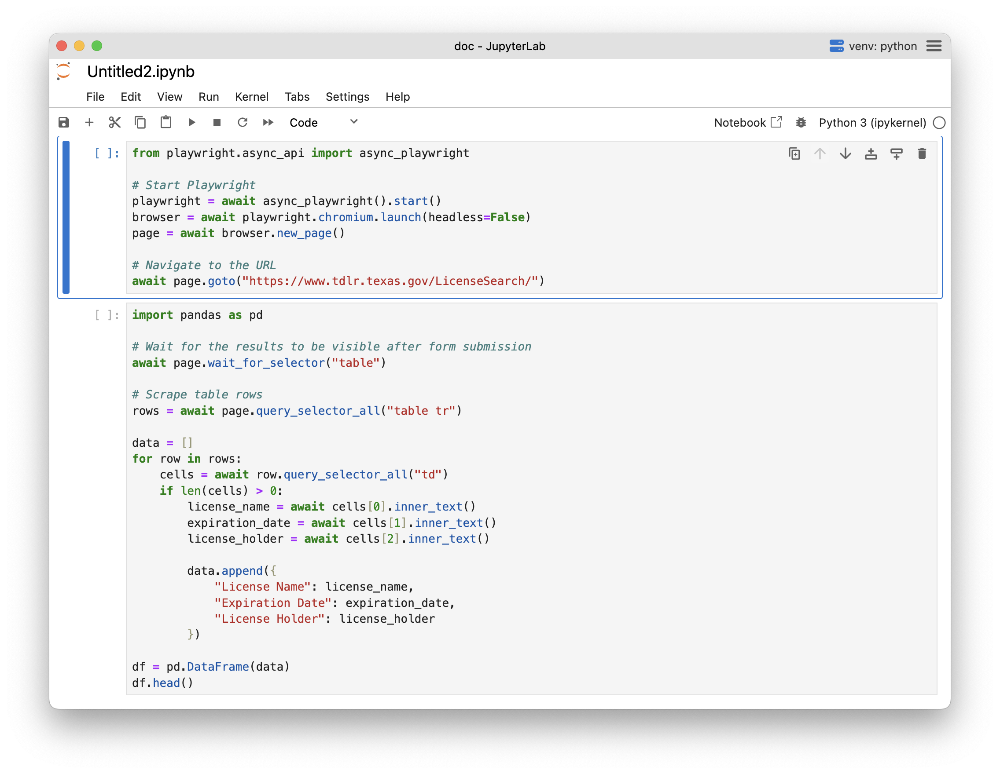 doc - JupyterLab
venv: python
Untitled2.ipynb
File Edit View Run Kernel Tabs Settings Help
Code
Notebook
Python 3 (ipykernel)
[ ]:
from playwright.async_api import async_playwright
# Start Playwright
playwright = await async_playwright().start()
browser = await playwright.chromium.launch(headless=False)
page = await browser.new_page()
# Navigate to the URL
await page.goto("https://www.tdlr.texas.gov/LicenseSearch/")
[ ]:
import pandas as pd
# Wait for the results to be visible after form submission
await page.wait_for_selector("table")
# Scrape table rows
rows = await page.query_selector_all("table tr")
data = []
for row in rows:
    cells = await row.query_selector_all("td")
    if len(cells) > 0:
        license_name = await cells[0].inner_text()
        expiration_date = await cells[1].inner_text()
        license_holder = await cells[2].inner_text()
        data.append({
            "License Name": license_name,
            "Expiration Date": expiration_date,
            "License Holder": license_holder
        })
df = pd.DataFrame(data)
df.head()